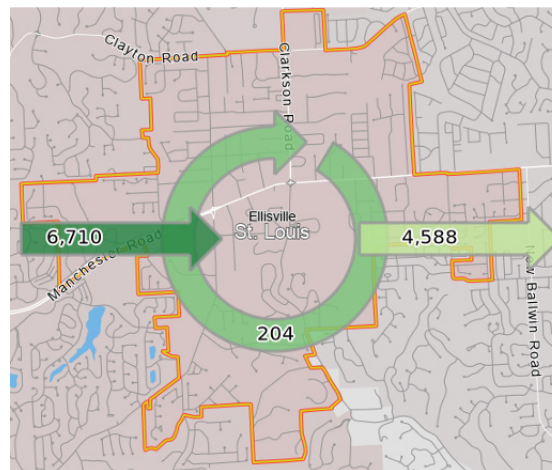 Clayton Road
Clarkson Road
6,710
Ellisville
St. Louis
4,588
Manchester Road
204
New Ballwin Road